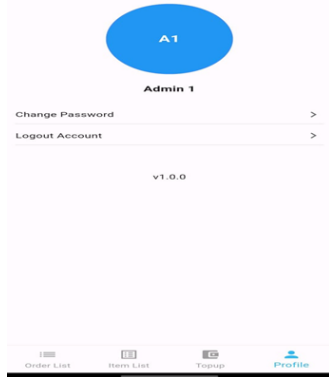 A1
Admin 1
Change Password >
Logout Account >
v1.0.0
Order List Item List Topup Profile